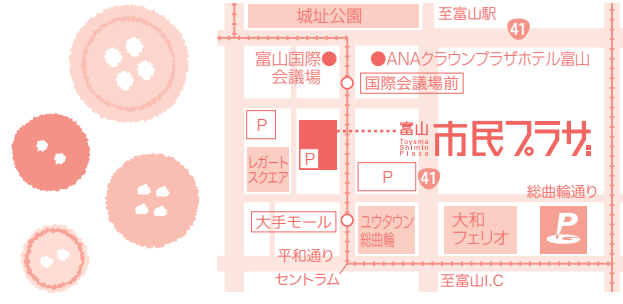 城址公園
至富山駅
41
富山国際
会議場
ANAクラウンプラザホテル富山
国際会議場前
P
P
富山
Toyama
Shimin
Plaza
市民プラザ
レガート
スクエア
P
41
総曲輪通り
大手モール
ユウタウン
総曲輪
大和
フェリオ
P
平和通り
セントラム
至富山I.C